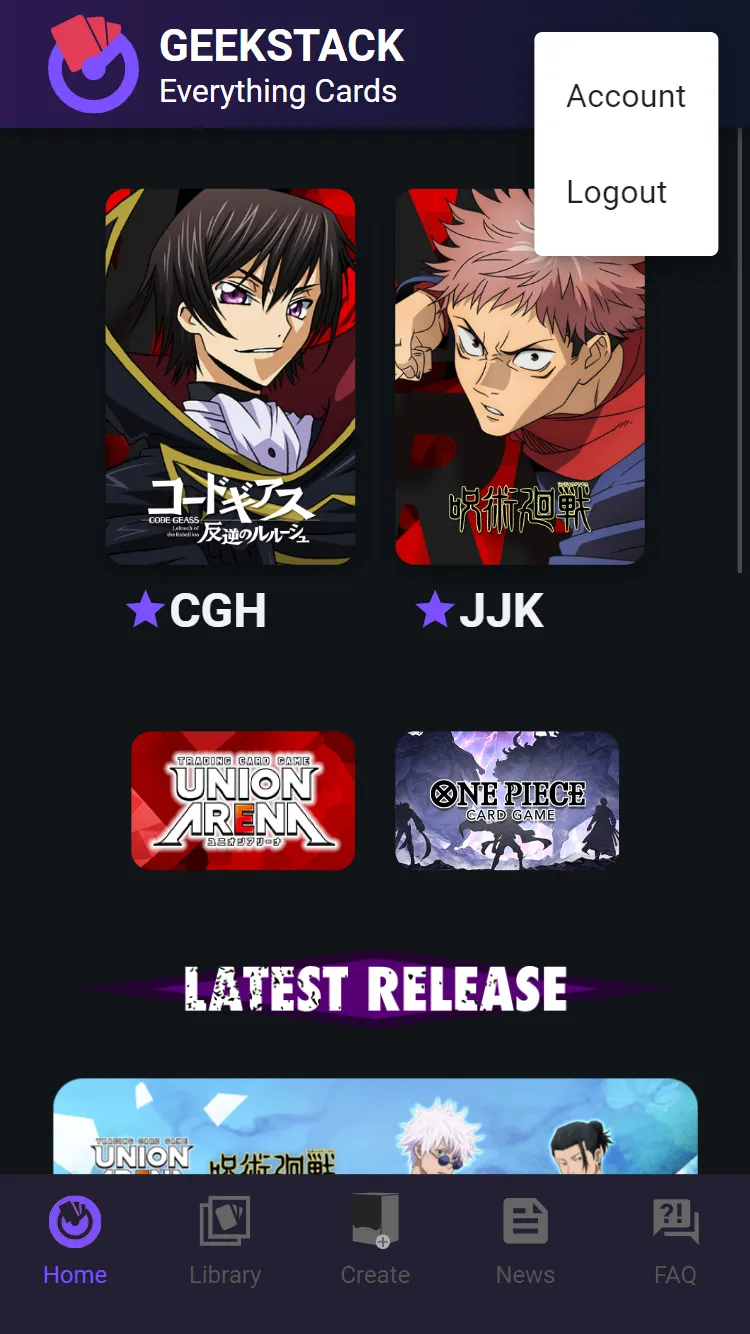 GEEKSTACK
Everything Cards
Account
Logout
コードギアス
CODE GEASS
Lelouch of
the Rebellion
反逆のルルーシュ
呪術廻戦
CGH
JJK
TRADING CARD GAME
UNION
ARENA
ユニオンアリーナ
ONE PIECE
CARD GAME
LATEST RELEASE
TRADING CARD GAME
UNION
呪術廻戦
Home
Library
Create
News
?!
FAQ